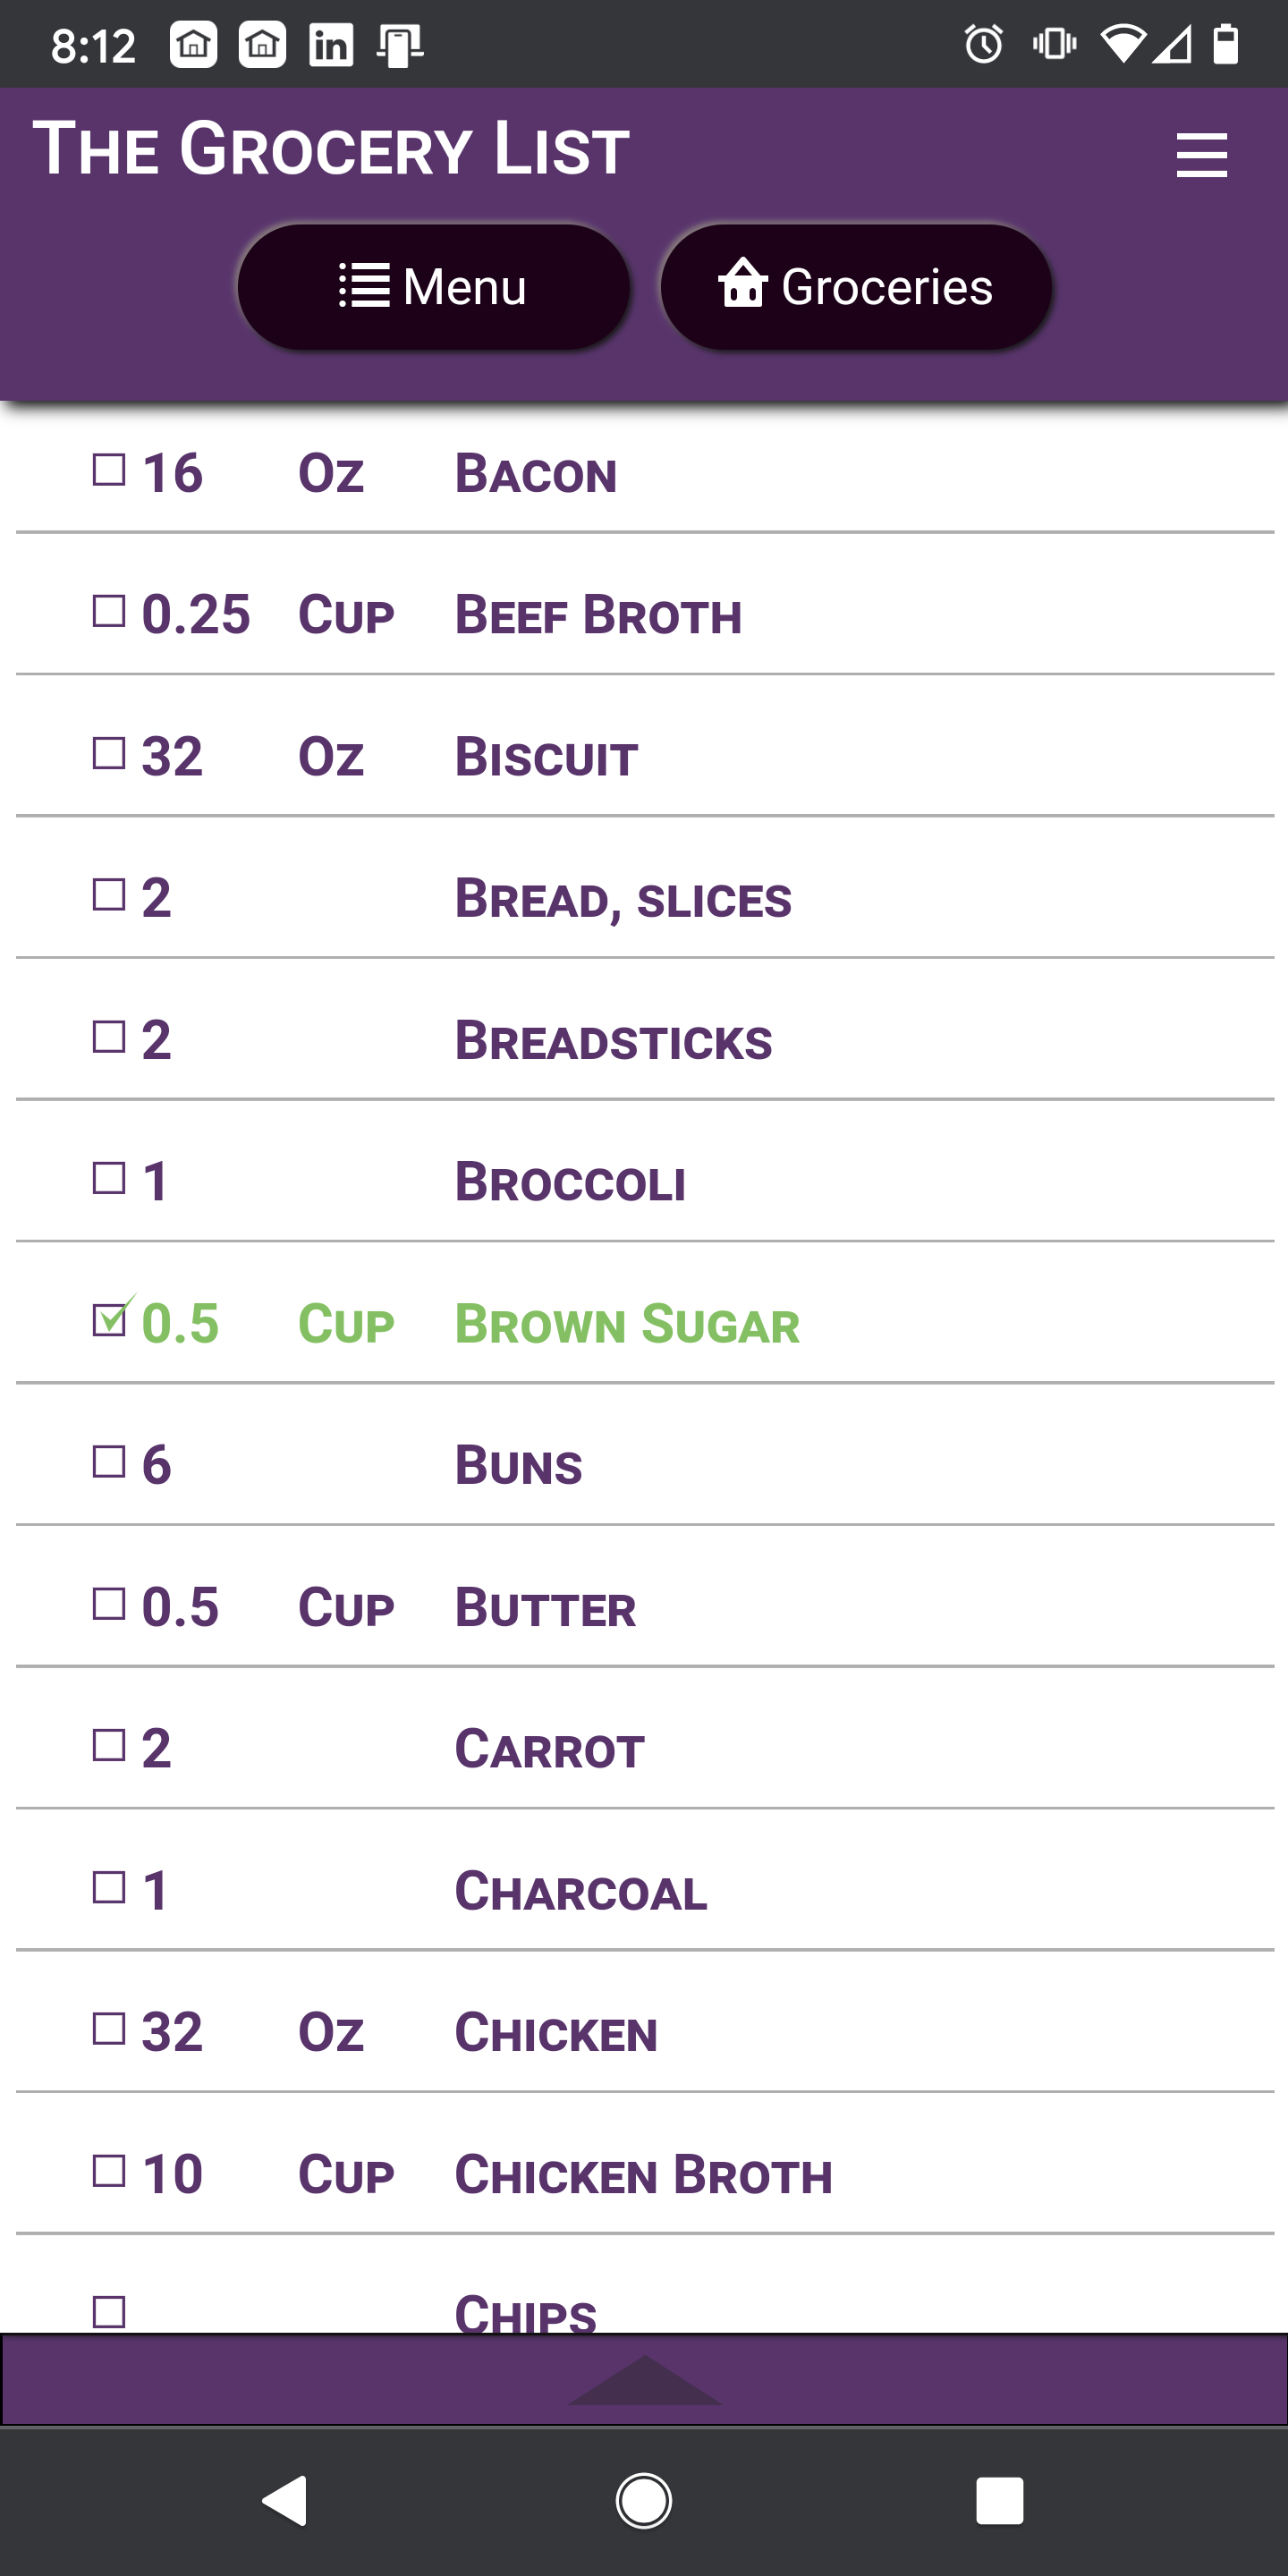 8:12 in
The Grocery List
Menu Groceries
16 Oz Bacon
0.25 Cup Beef Broth
32 Oz Biscuit
2 Bread, slices
2 Breadsticks
1 Broccoli
0.5 Cup Brown Sugar
6 Buns
0.5 Cup Butter
2 Carrot
1 Charcoal
32 Oz Chicken
10 Cup Chicken Broth
Chips